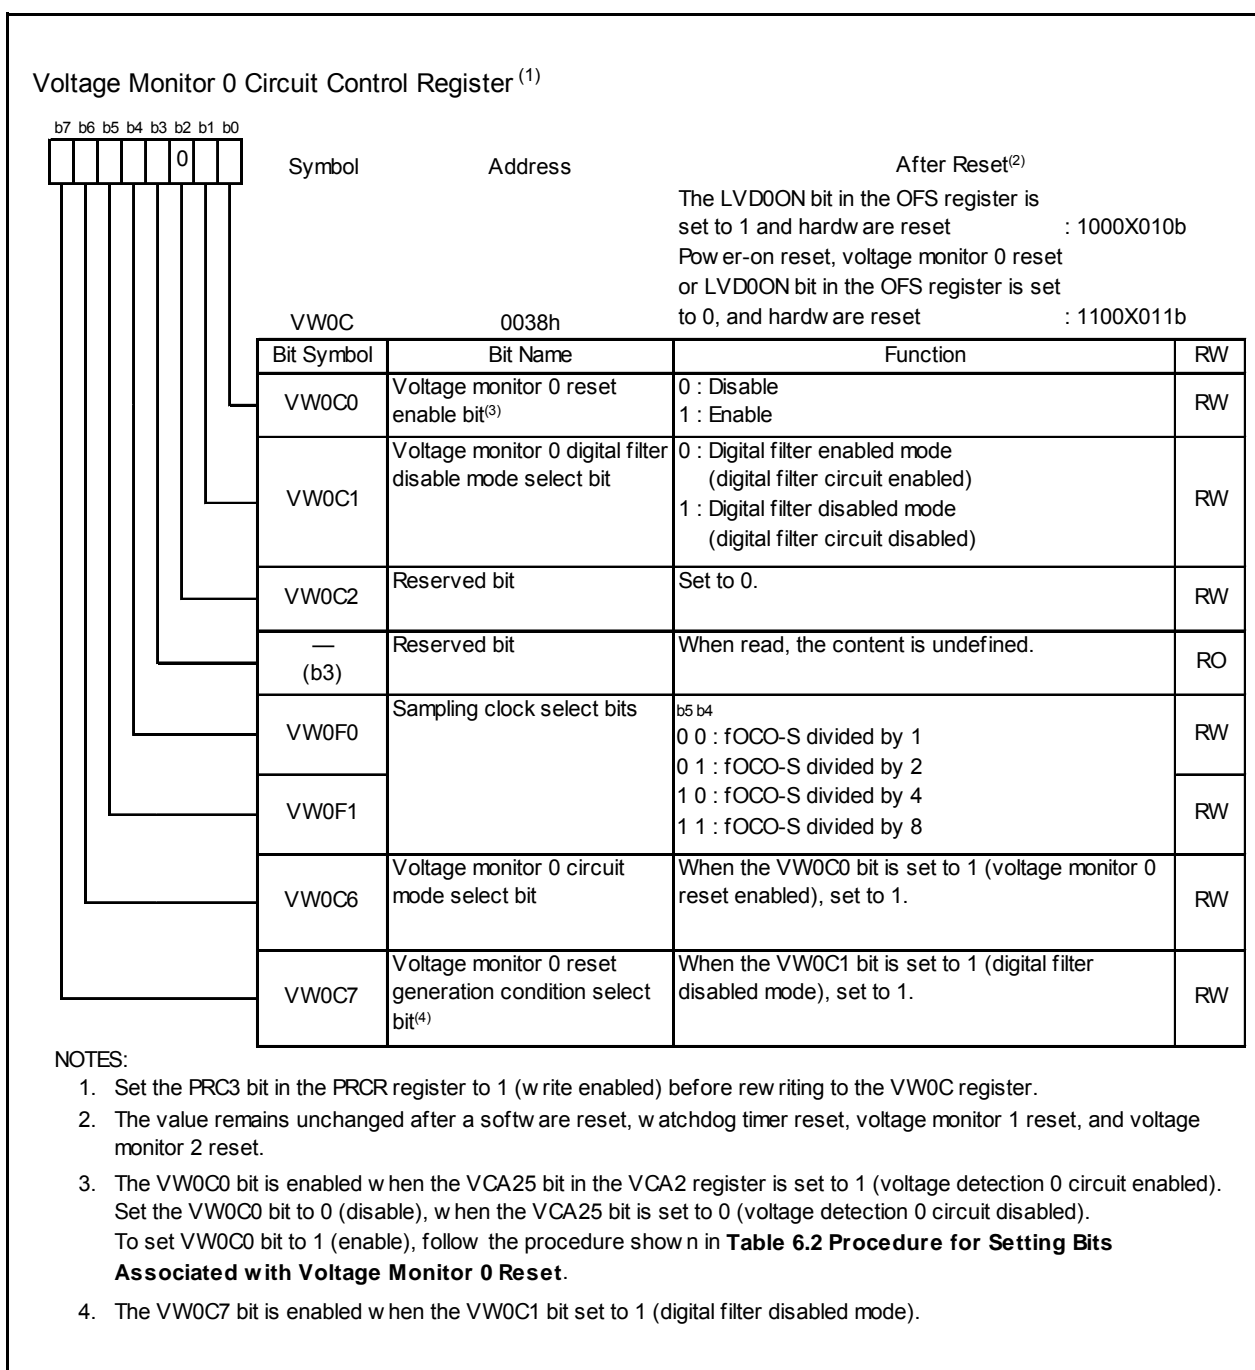 Voltage Monitor 0 Circuit Control Register (1)
b7 b6 b5 b4 b3 b2 b1 b0
0
Symbol Address After Reset(2)
The LVD0ON bit in the OFS register is
set to 1 and hardware reset : 1000X010b
Power-on reset, voltage monitor 0 reset
or LVD0ON bit in the OFS register is set
VW0C 0038h to 0, and hardware reset : 1100X011b
Bit Symbol Bit Name Function RW
VW0C0 Voltage monitor 0 reset
enable bit(3)
0 : Disable
1 : Enable
RW
VW0C1 Voltage monitor 0 digital filter
disable mode select bit
0 : Digital filter enabled mode
(digital filter circuit enabled)
1 : Digital filter disabled mode
(digital filter circuit disabled)
RW
VW0C2 Reserved bit Set to 0. RW
—
(b3)
Reserved bit When read, the content is undefined. RO
VW0F0 Sampling clock select bits
b5 b4
0 0 : fOCO-S divided by 1
0 1 : fOCO-S divided by 2
RW
VW0F1
1 0 : fOCO-S divided by 4
1 1 : fOCO-S divided by 8
RW
VW0C6 Voltage monitor 0 circuit
mode select bit
When the VW0C0 bit is set to 1 (voltage monitor 0
reset enabled), set to 1.
RW
VW0C7 Voltage monitor 0 reset
generation condition select
bit(4)
When the VW0C1 bit is set to 1 (digital filter
disabled mode), set to 1.
RW
NOTES:
1. Set the PRC3 bit in the PRCR register to 1 (write enabled) before rewriting to the VW0C register.
2. The value remains unchanged after a software reset, watchdog timer reset, voltage monitor 1 reset, and voltage
monitor 2 reset.
3. The VW0C0 bit is enabled when the VCA25 bit in the VCA2 register is set to 1 (voltage detection 0 circuit enabled).
Set the VW0C0 bit to 0 (disable), when the VCA25 bit is set to 0 (voltage detection 0 circuit disabled).
To set VW0C0 bit to 1 (enable), follow the procedure shown in Table 6.2 Procedure for Setting Bits
Associated with Voltage Monitor 0 Reset.
4. The VW0C7 bit is enabled when the VW0C1 bit set to 1 (digital filter disabled mode).